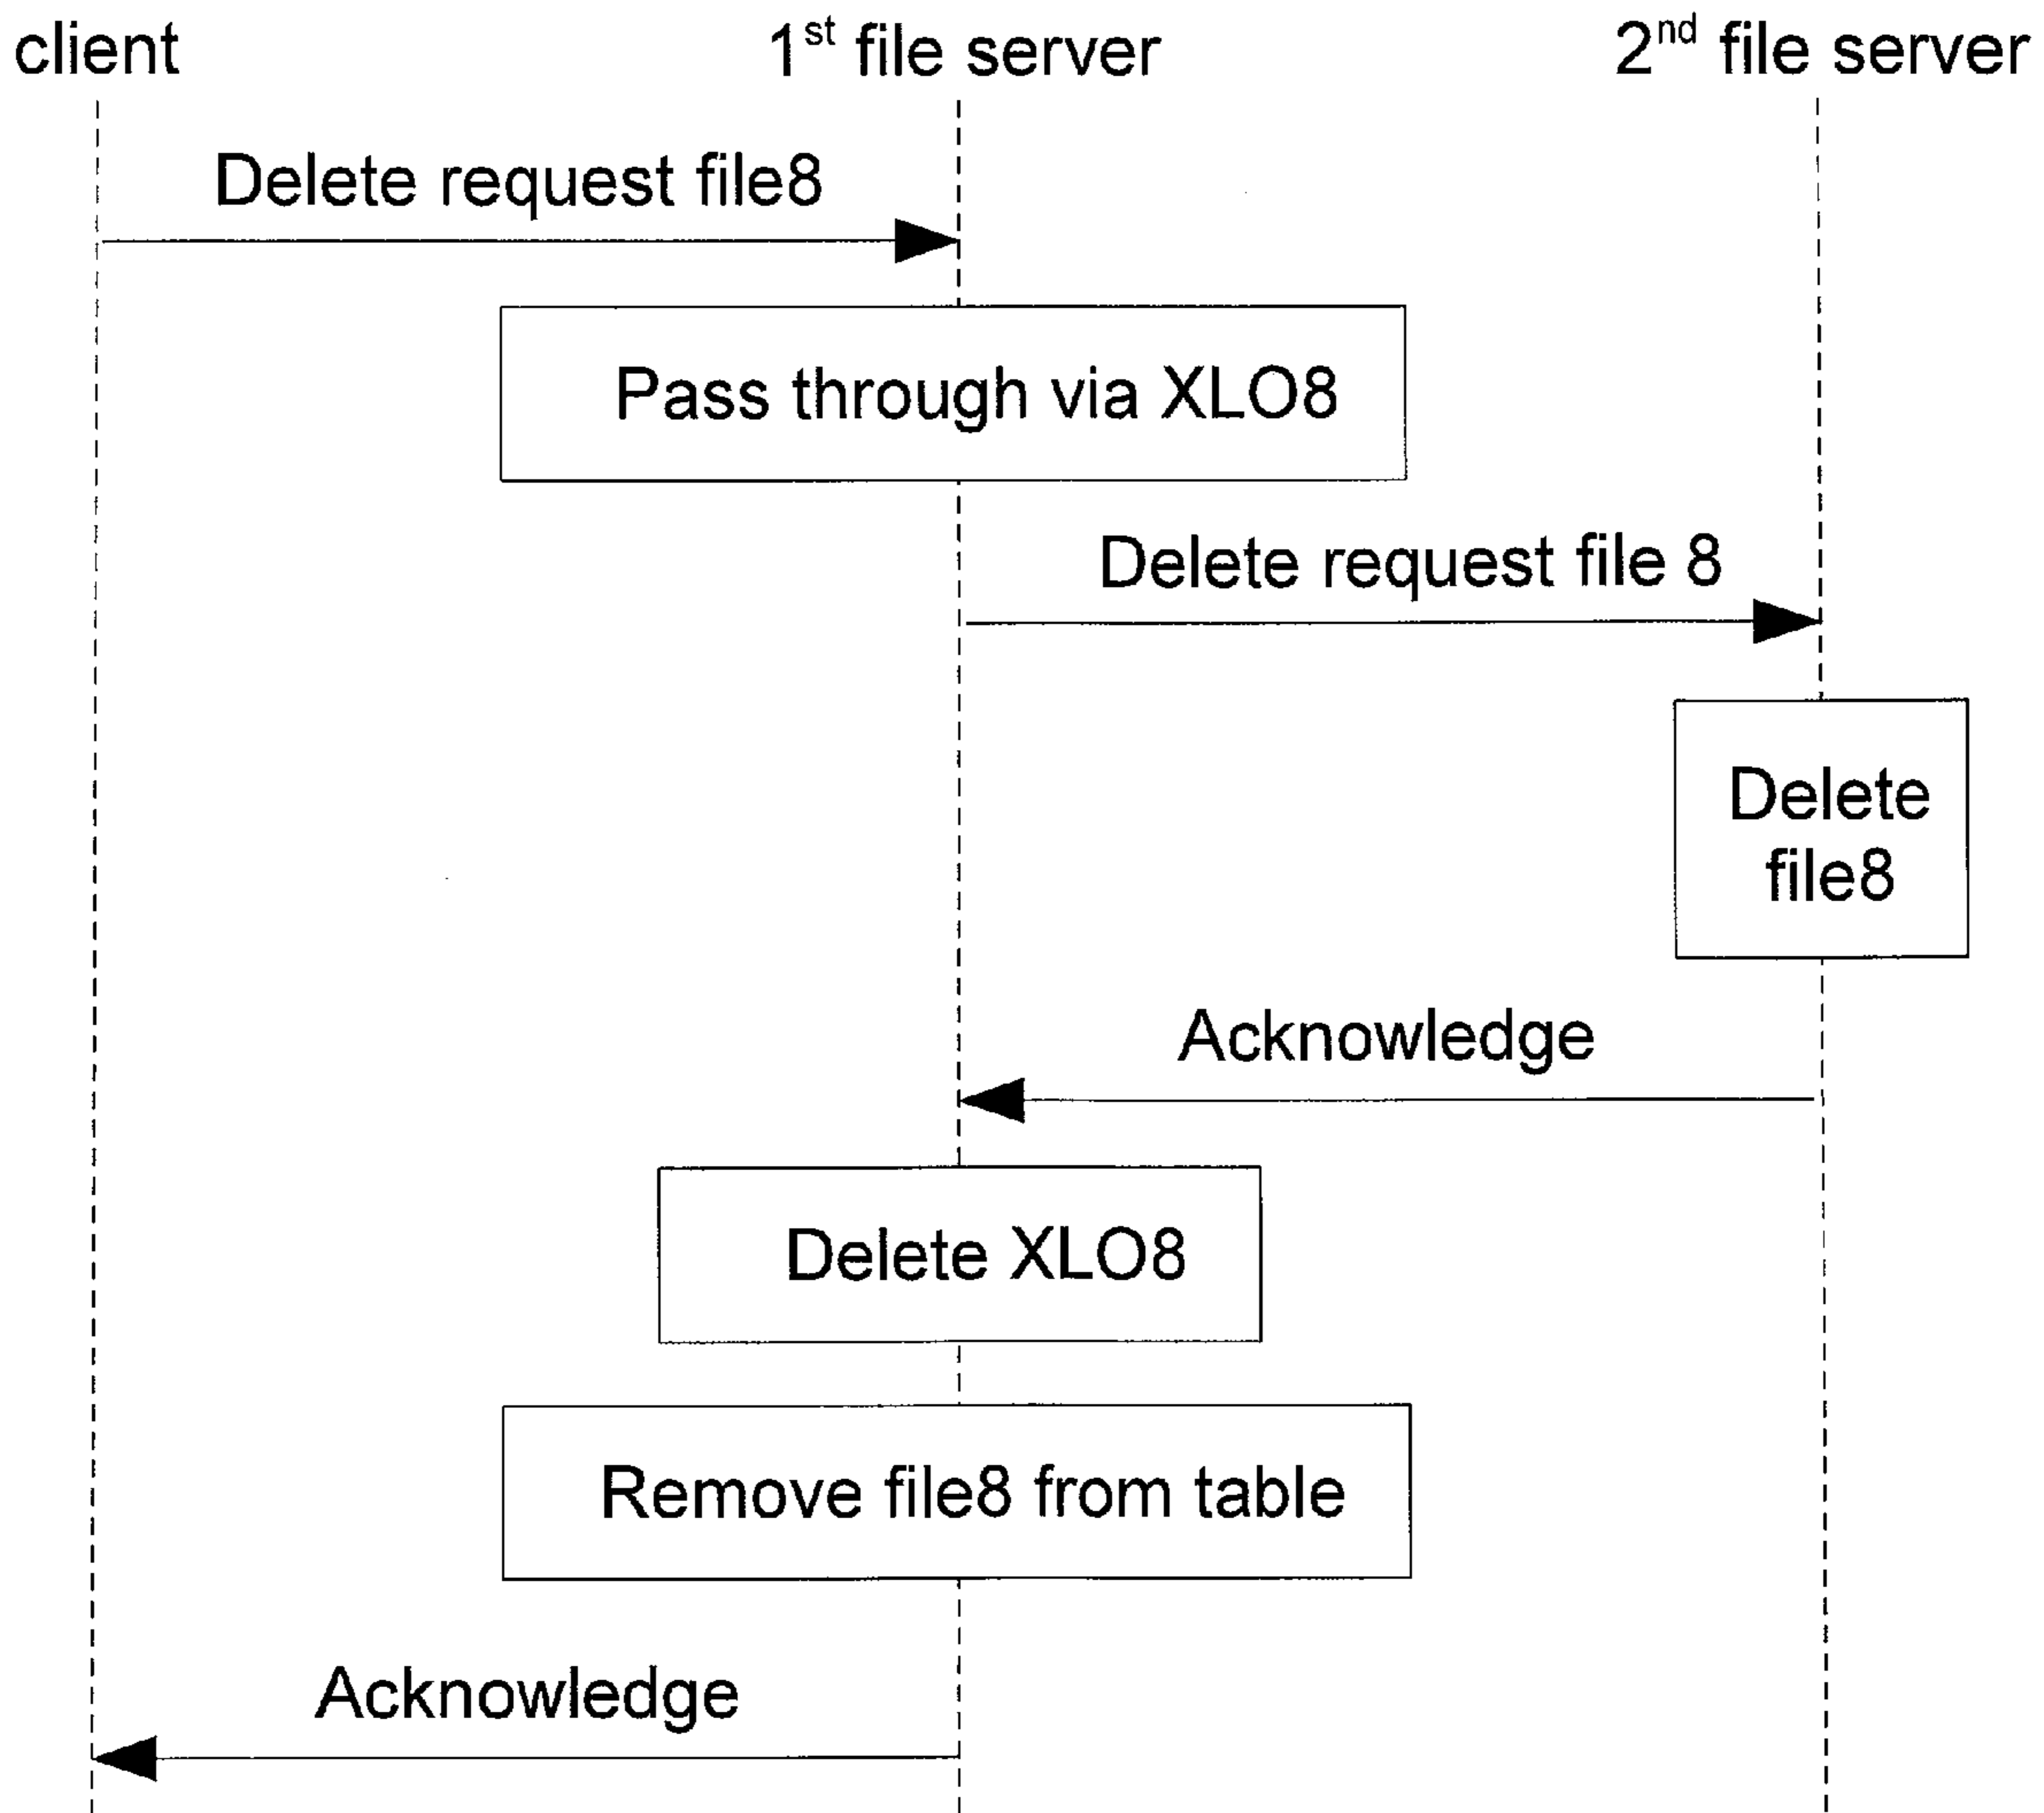 client
1st file server
2nd file server
Delete request file8
Pass through via XLO8
Delete request file 8
Delete
file8
Acknowledge
Delete XLO8
Remove file8 from table
Acknowledge